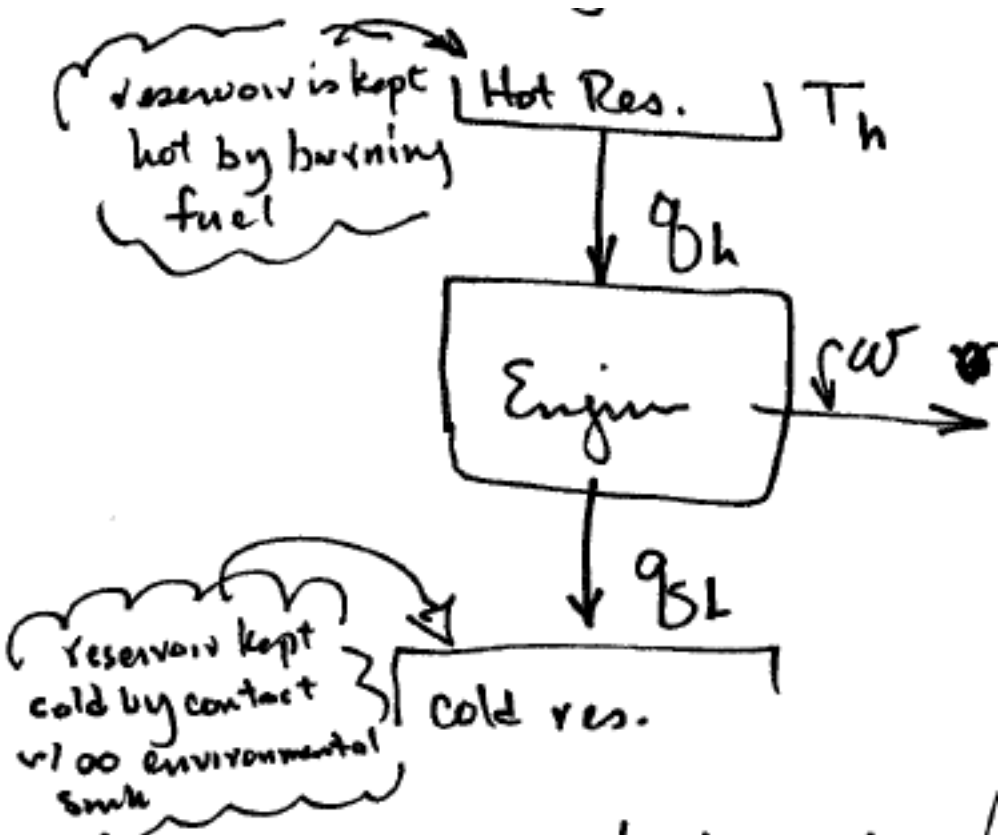 reservoir is kept
hot by burning
fuel
Hot Res.
Th
qh
Engine
w
qL
reservoir kept
cold by contact
w/ ∞ environmental
sink
cold res.